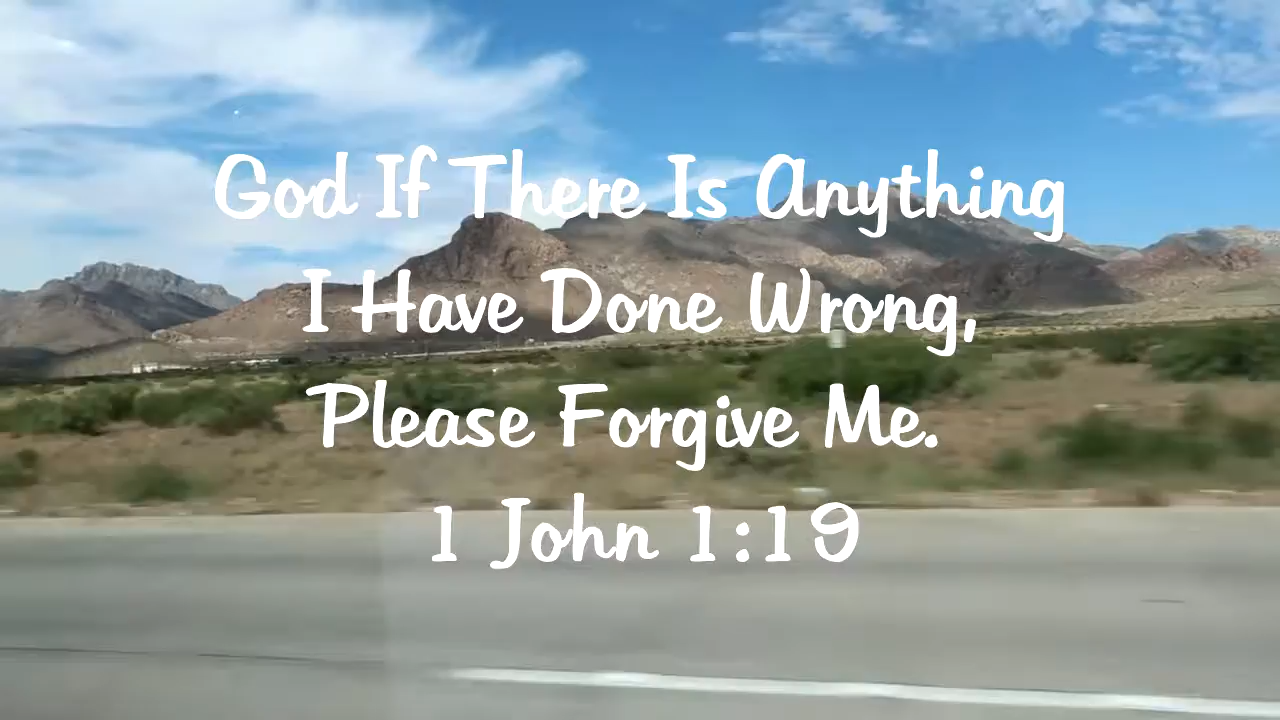 God If There Is Anything
I Have Done Wrong,
Please Forgive Me.
1 John 1:19